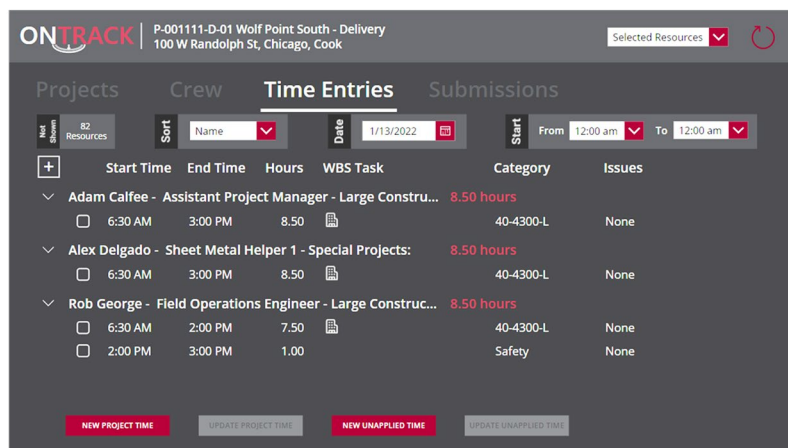 ONTRACK
P-001111-D-01 Wolf Point South - Delivery
100 W Randolph St, Chicago, Cook
Selected Resources
Projects Crew Time Entries Submissions
Not Shown 82 Resources Sort Name Date 1/13/2022 Start From 12:00 am To 12:00 am
+ Start Time End Time Hours WBS Task Category Issues
Adam Calfee - Assistant Project Manager - Large Constru... 8.50 hours
6:30 AM 3:00 PM 8.50 40-4300-L None
Alex Delgado - Sheet Metal Helper 1 - Special Projects: 8.50 hours
6:30 AM 3:00 PM 8.50 40-4300-L None
Rob George - Field Operations Engineer - Large Construc... 8.50 hours
6:30 AM 2:00 PM 7.50 40-4300-L None
2:00 PM 3:00 PM 1.00 Safety None
NEW PROJECT TIME UPDATE PROJECT TIME NEW UNAPPLIED TIME UPDATE UNAPPLIED TIME